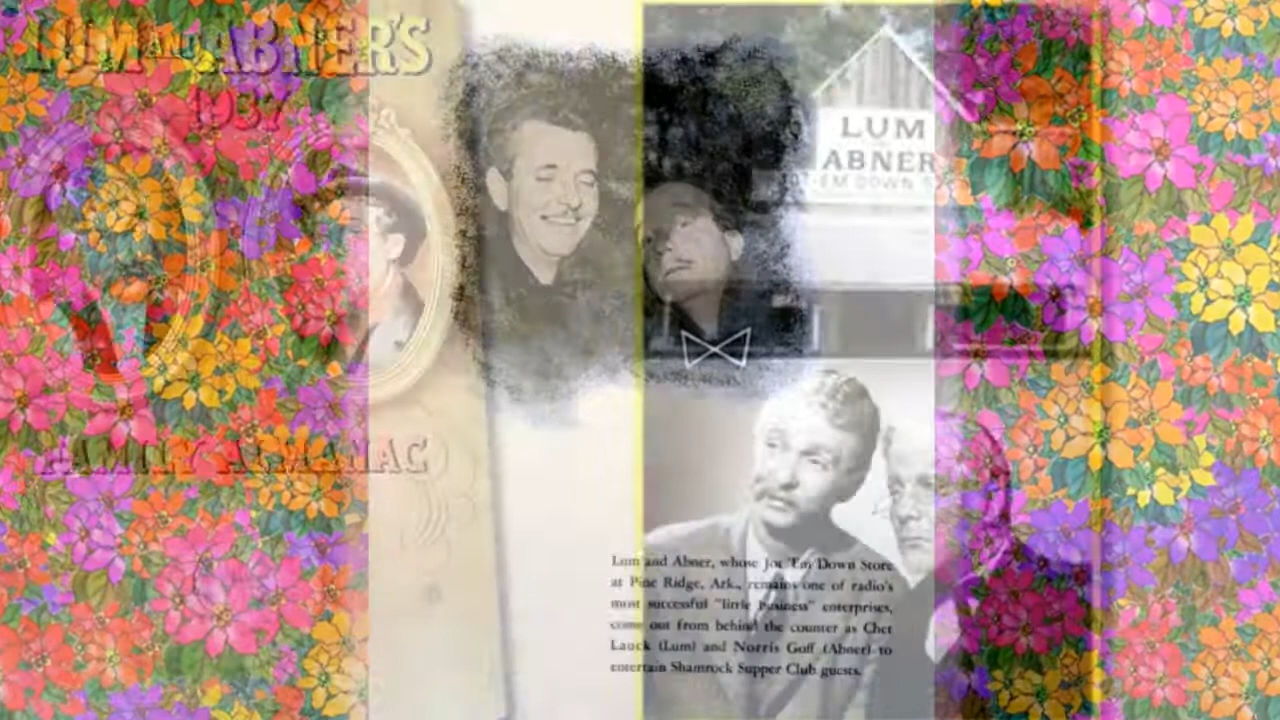 LUM AND ABNER'S
1937
FAMILY ALMANAC
LUM
ABNER
'EM DOWN S
Lum and Abner, whose Jot 'Em Down Store
at Pine Ridge, Ark., remains one of radio's
most successful "little business" enterprises,
come out from behind the counter as Chet
Lauck (Lum) and Norris Goff (Abner) to
entertain Shamrock Supper Club guests.